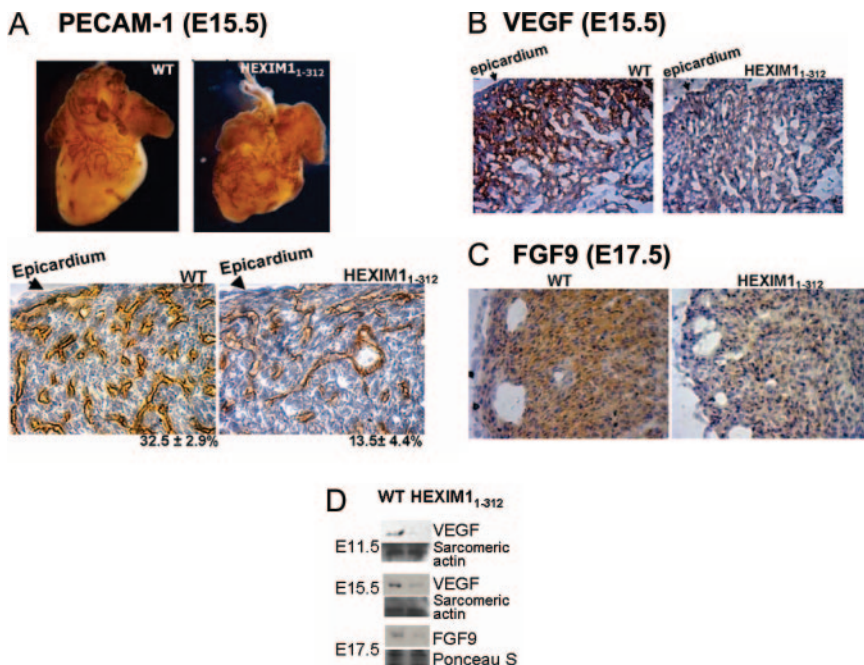 A PECAM-1 (E15.5)
WT
HEXIM1₁₋₃₁₂
Epicardium
WT
Epicardium
HEXIM1₁₋₃₁₂
32.5 ± 2.9%
13.5± 4.4%
B VEGF (E15.5)
epicardium
WT
epicardium
HEXIM1₁₋₃₁₂
C FGF9 (E17.5)
WT
HEXIM1₁₋₃₁₂
D WT HEXIM1₁₋₃₁₂
E11.5
VEGF
Sarcomeric
actin
E15.5
VEGF
Sarcomeric
actin
E17.5
FGF9
Ponceau S